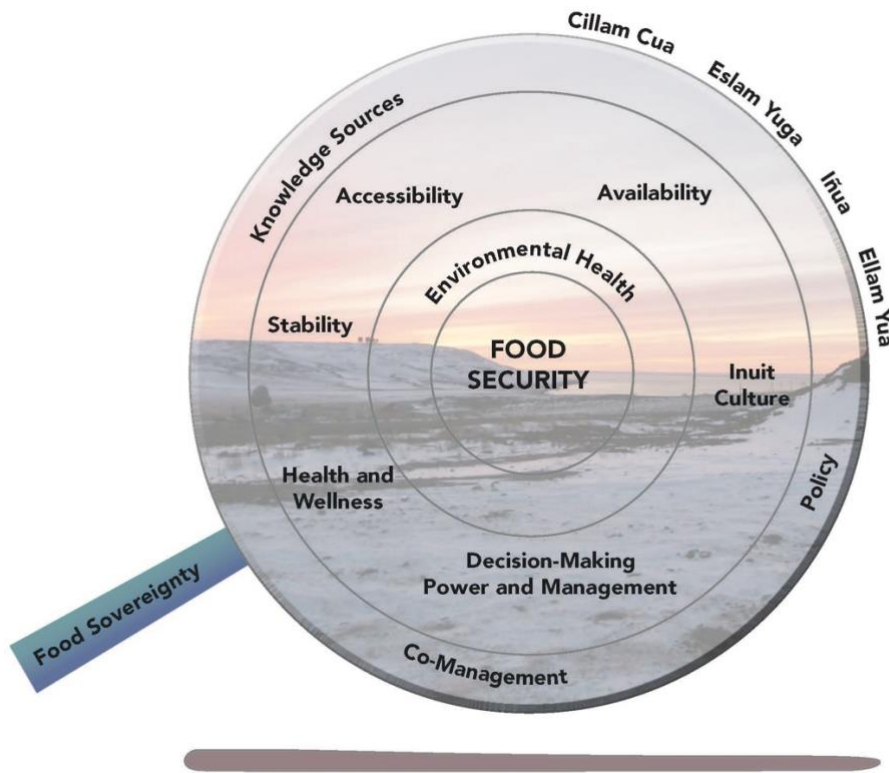 Cillam Cua
Eslam Yuga
Iñua
Ellam Yua
Knowledge Sources
Accessibility
Availability
Environmental Health
Stability
FOOD
SECURITY
Inuit
Culture
Health and
Wellness
Policy
Decision-Making
Power and Management
Food Sovereignty
Co-Management